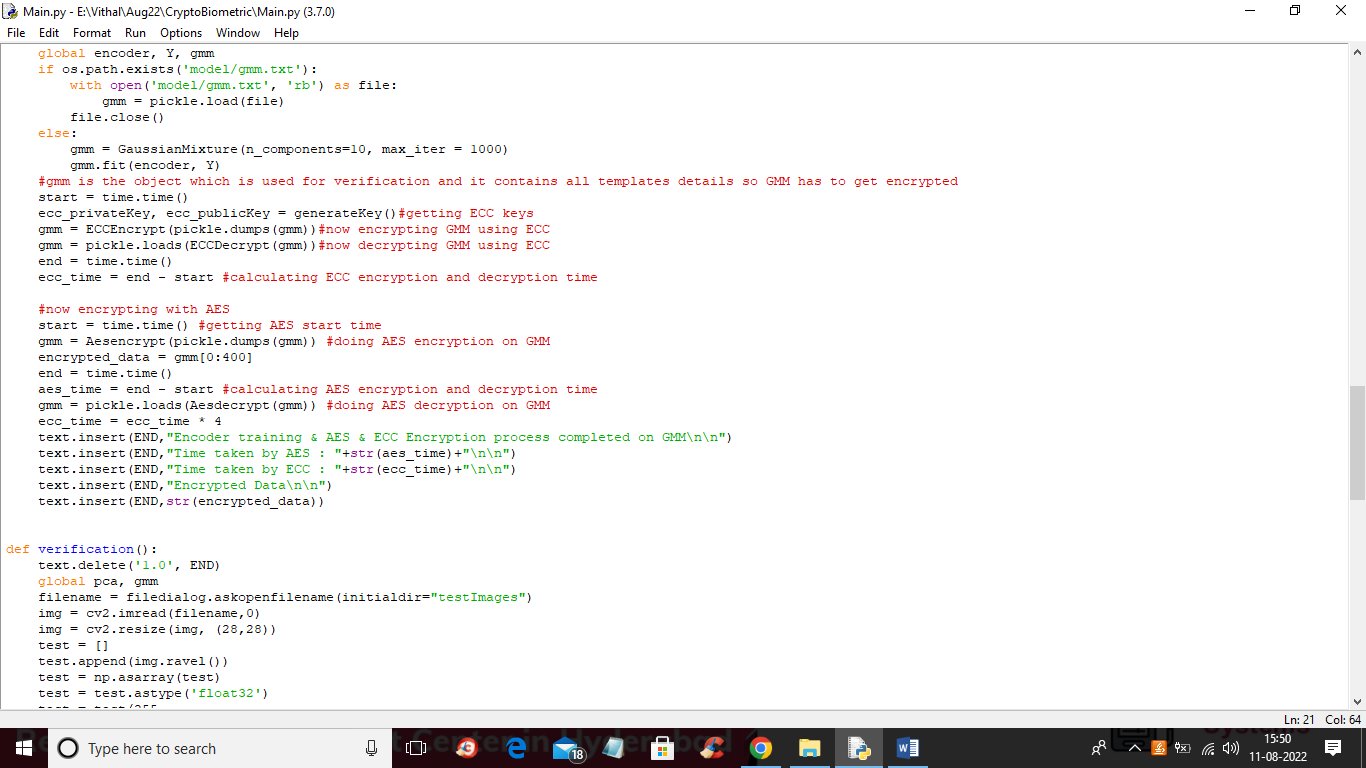 Main.py - E:\Vithal\Aug22\CryptoBiometric\Main.py (3.7.0)
File Edit Format Run Options Window Help
    global encoder, Y, gmm
    if os.path.exists('model/gmm.txt'):
        with open('model/gmm.txt', 'rb') as file:
            gmm = pickle.load(file)
        file.close()
    else:
        gmm = GaussianMixture(n_components=10, max_iter = 1000)
        gmm.fit(encoder, Y)
    #gmm is the object which is used for verification and it contains all templates details so GMM has to get encrypted
    start = time.time()
    ecc_privateKey, ecc_publicKey = generateKey()#getting ECC keys
    gmm = ECCEncrypt(pickle.dumps(gmm))#now encrypting GMM using ECC
    gmm = pickle.loads(ECCDecrypt(gmm))#now decrypting GMM using ECC
    end = time.time()
    ecc_time = end - start #calculating ECC encryption and decryption time
    #now encrypting with AES
    start = time.time() #getting AES start time
    gmm = Aesencrypt(pickle.dumps(gmm)) #doing AES encryption on GMM
    encrypted_data = gmm[0:400]
    end = time.time()
    aes_time = end - start #calculating AES encryption and decryption time
    gmm = pickle.loads(Aesdecrypt(gmm)) #doing AES decryption on GMM
    ecc_time = ecc_time * 4
    text.insert(END,"Encoder training & AES & ECC Encryption process completed on GMM\n\n")
    text.insert(END,"Time taken by AES : "+str(aes_time)+"\n\n")
    text.insert(END,"Time taken by ECC : "+str(ecc_time)+"\n\n")
    text.insert(END,"Encrypted Data\n\n")
    text.insert(END,str(encrypted_data))
def verification():
    text.delete('1.0', END)
    global pca, gmm
    filename = filedialog.askopenfilename(initialdir="testImages")
    img = cv2.imread(filename,0)
    img = cv2.resize(img, (28,28))
    test = []
    test.append(img.ravel())
    test = np.asarray(test)
    test = test.astype('float32')
Ln: 21 Col: 64
Type here to search
18
15:50
11-08-2022